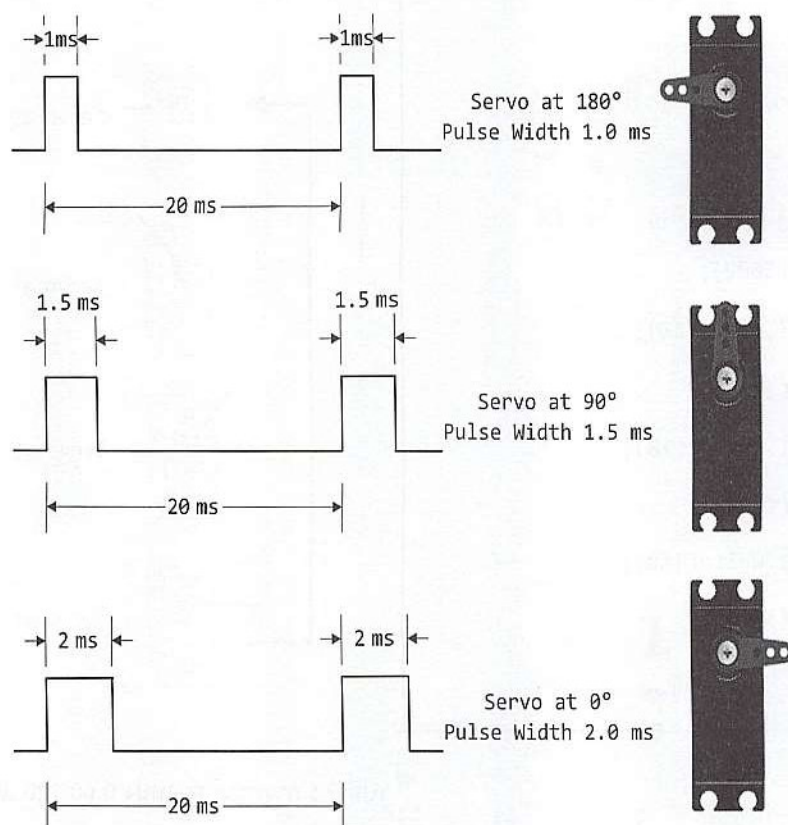 1ms 1ms
Servo at 180°
Pulse Width 1.0 ms
20 ms
1.5 ms 1.5 ms
Servo at 90°
Pulse Width 1.5 ms
20 ms
2 ms 2 ms
Servo at 0°
Pulse Width 2.0 ms
20 ms